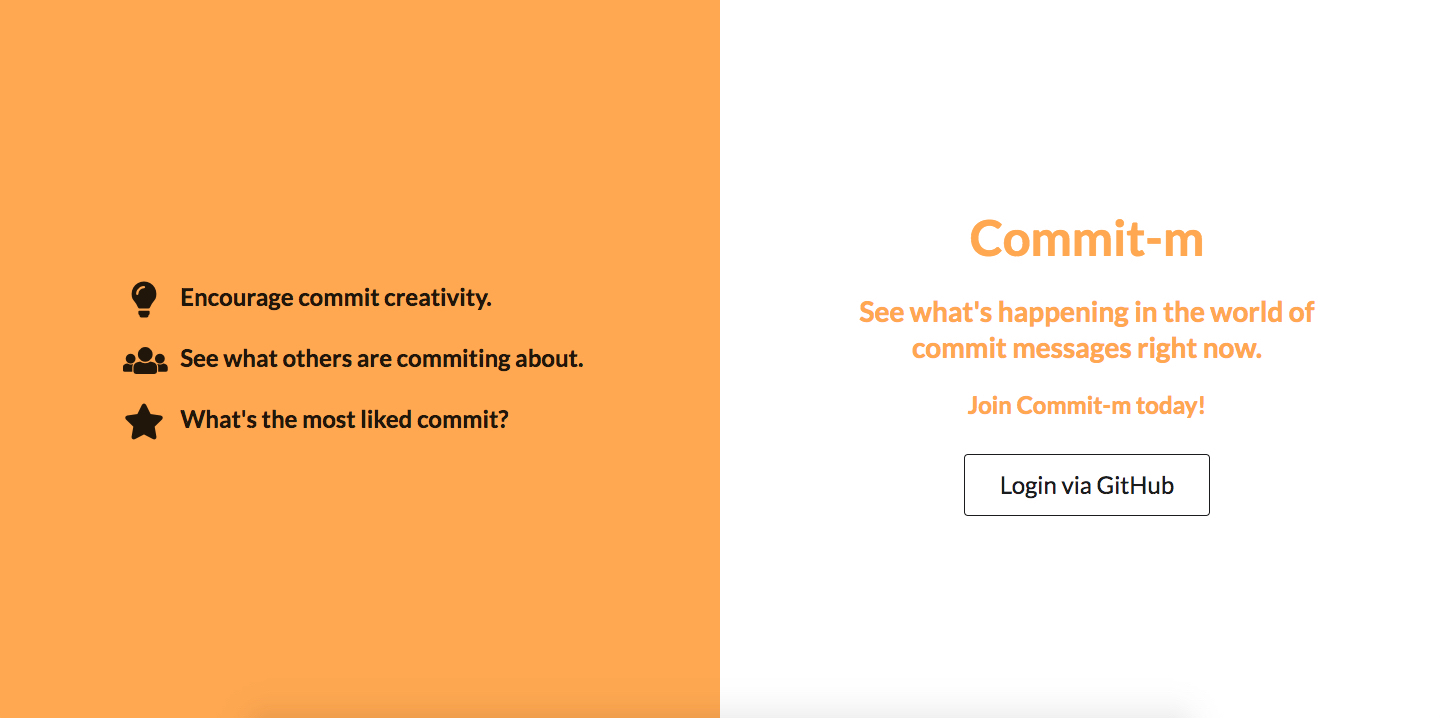 Encourage commit creativity.
See what others are commiting about.
What's the most liked commit?
Commit-m
See what's happening in the world of
commit messages right now.
Join Commit-m today!
Login via GitHub